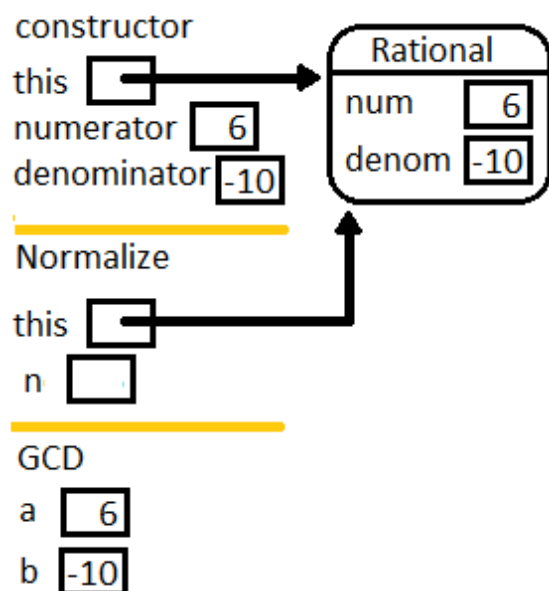 constructor
this
numerator 6
denominator -10
Rational
num 6
denom -10
Normalize
this
n
GCD
a 6
b -10